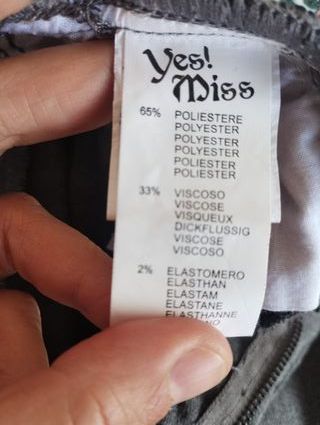 Yes!
Miss
65% POLIESTERE
POLYESTER
POLYESTER
POLYESTER
POLIESTER
POLIESTER
33% VISCOSO
VISCOSE
VISQUEUX
DICKFLUSSIG
VISCOSE
VISCOSO
2% ELASTOMERO
ELASTHAN
ELASTAM
ELASTANE
ELASTHANNE